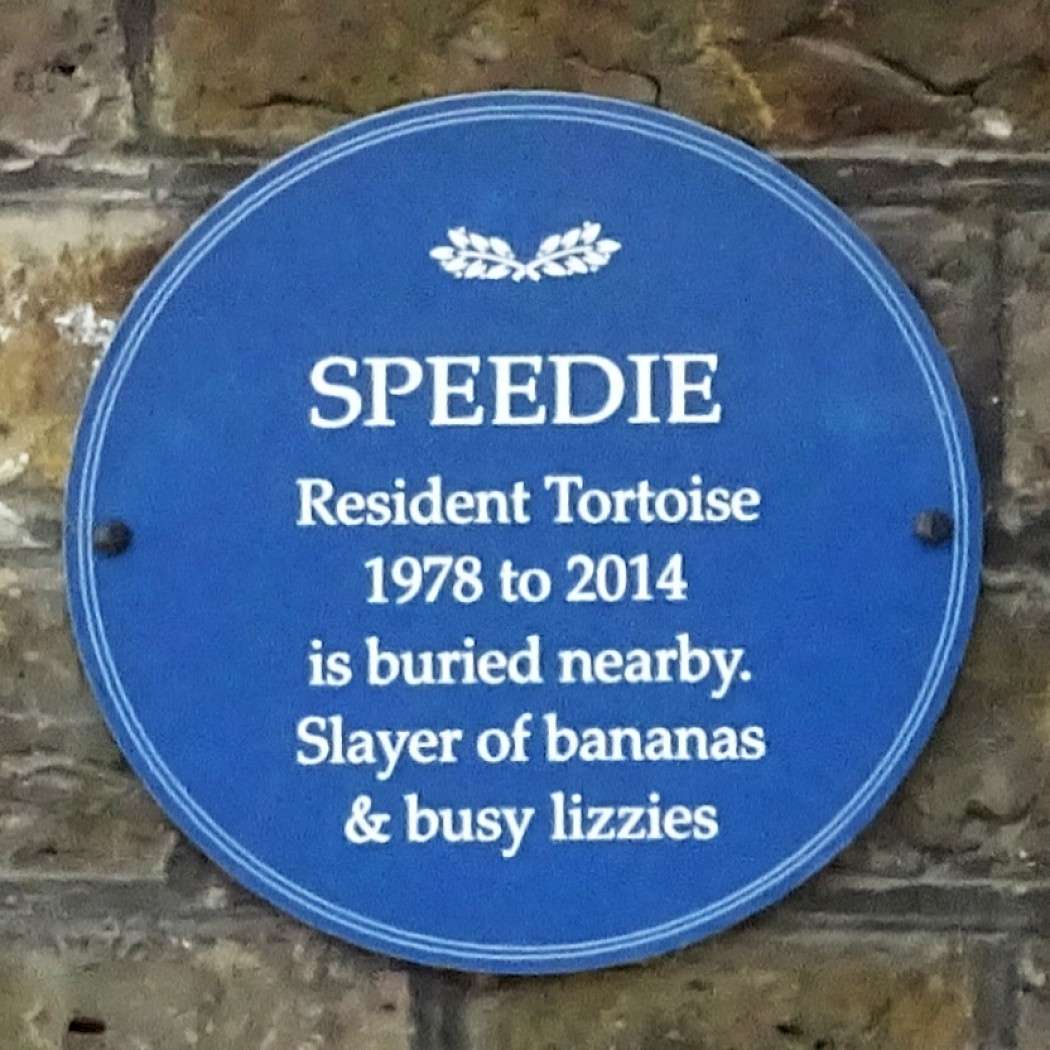 SPEEDIE
Resident Tortoise
1978 to 2014
is buried nearby.
Slayer of bananas
& busy lizzies